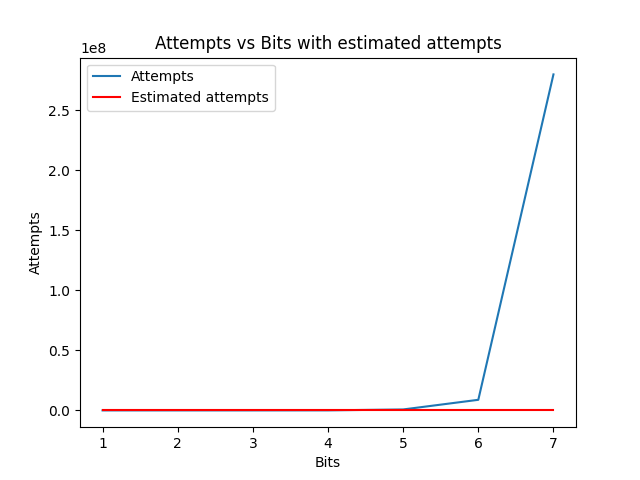 Attempts vs Bits with estimated attempts
1e8
Attempts
Estimated attempts
2.5
2.0
1.5
1.0
0.5
0.0
Attempts
1 2 3 4 5 6 7
Bits